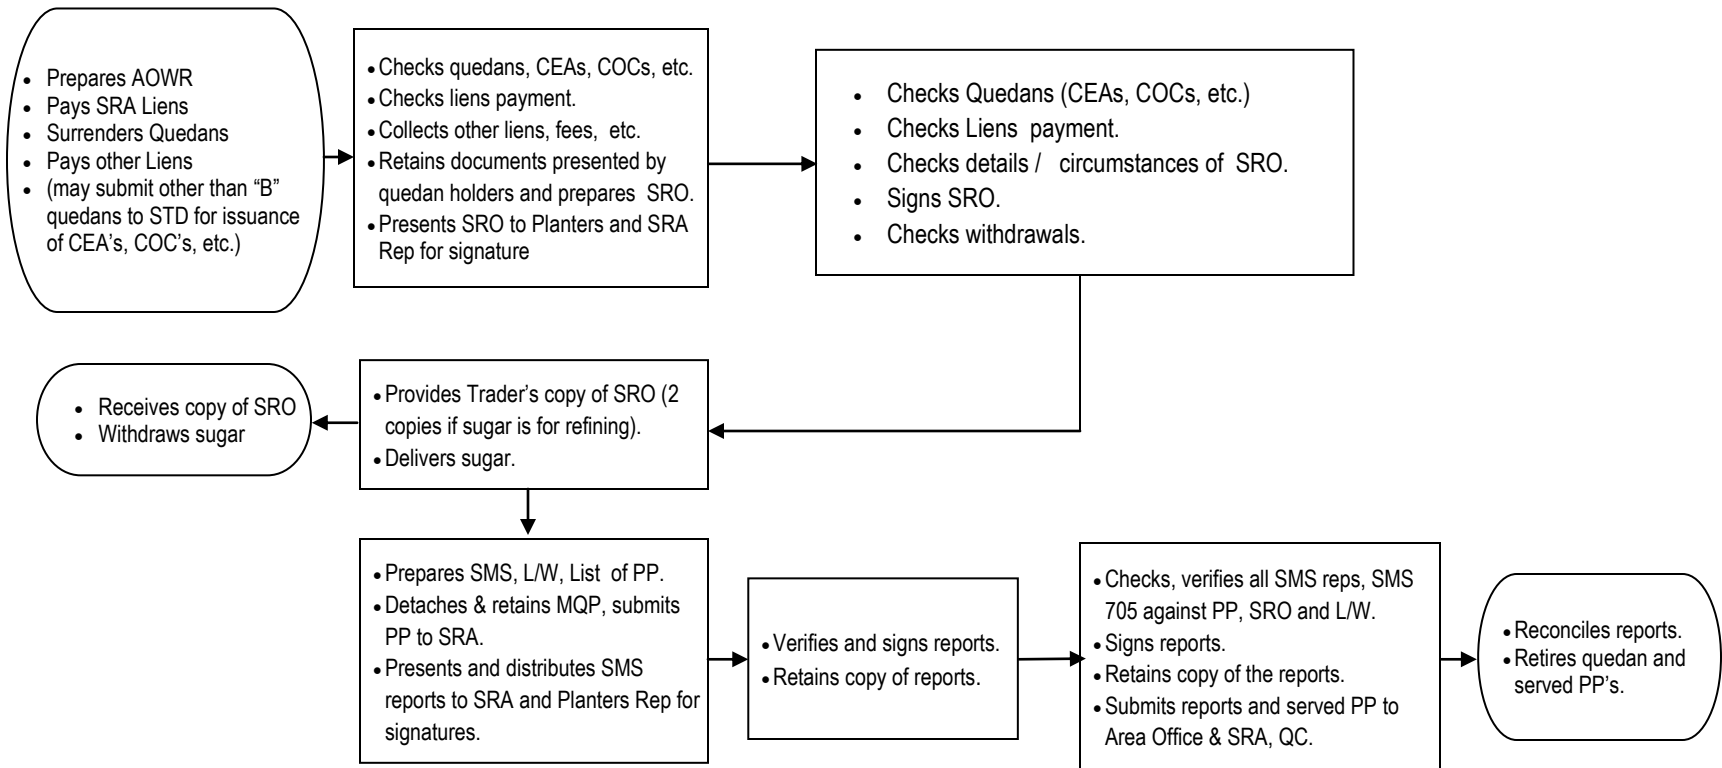 • Prepares AOWR
• Pays SRA Liens
• Surrenders Quedans
• Pays other Liens
• (may submit other than “B”
quedans to STD for issuance
of CEA’s, COC’s, etc.)
• Checks quedans, CEAs, COCs, etc.
• Checks liens payment.
• Collects other liens, fees, etc.
• Retains documents presented by
quedan holders and prepares SRO.
• Presents SRO to Planters and SRA
Rep for signature
• Checks Quedans (CEAs, COCs, etc.)
• Checks Liens payment.
• Checks details / circumstances of SRO.
• Signs SRO.
• Checks withdrawals.
• Provides Trader’s copy of SRO (2
copies if sugar is for refining).
• Delivers sugar.
• Receives copy of SRO
• Withdraws sugar
• Prepares SMS, L/W, List of PP.
• Detaches & retains MQP, submits
PP to SRA.
• Presents and distributes SMS
reports to SRA and Planters Rep for
signatures.
• Verifies and signs reports.
• Retains copy of reports.
• Checks, verifies all SMS reps, SMS
705 against PP, SRO and L/W.
• Signs reports.
• Retains copy of the reports.
• Submits reports and served PP to
Area Office & SRA, QC.
• Reconciles reports.
• Retires quedan and
served PP’s.